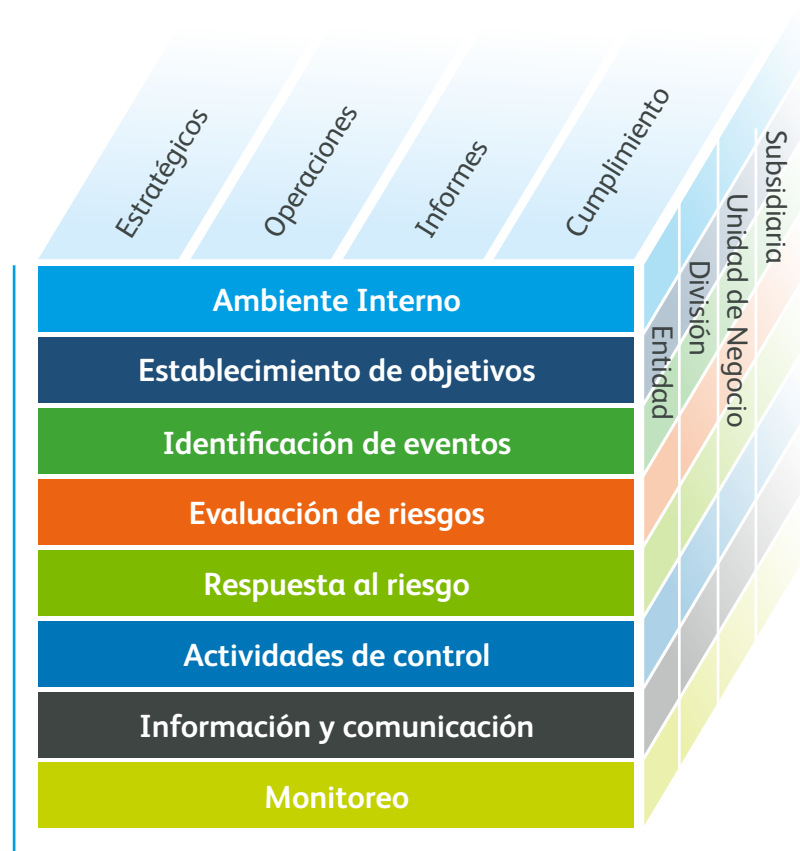 Estratégicos
Operaciones
Informes
Cumplimiento
Ambiente Interno
Establecimiento de objetivos
Identificación de eventos
Evaluación de riesgos
Respuesta al riesgo
Actividades de control
Información y comunicación
Monitoreo
Entidad
División
Unidad de Negocio
Subsidiaria